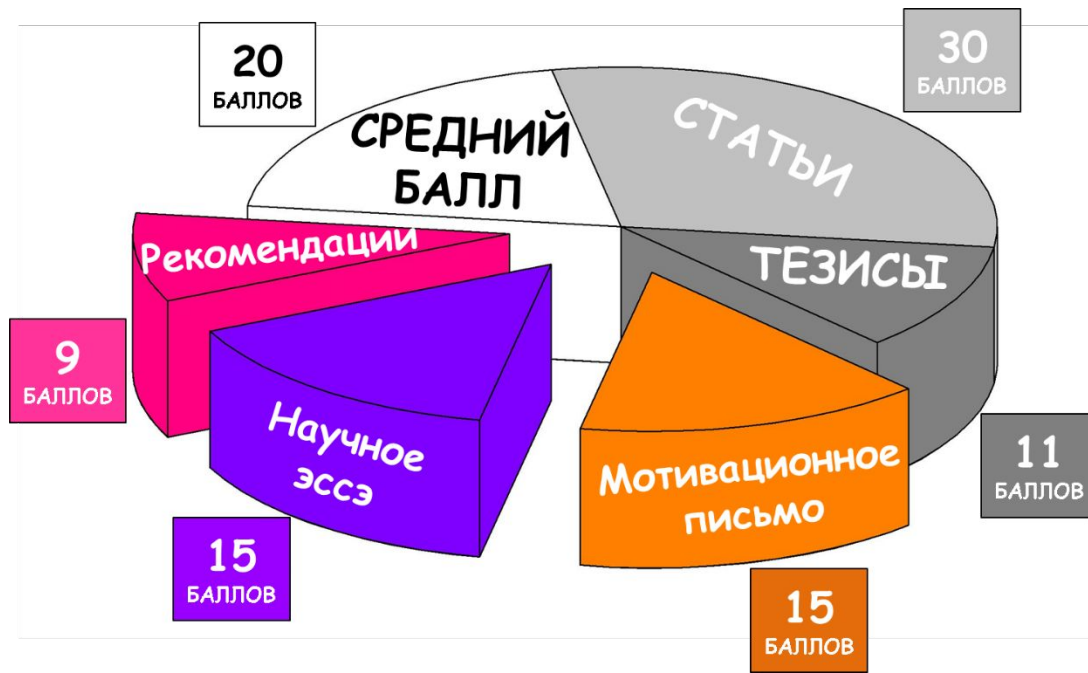 20
БАЛЛОВ
30
БАЛЛОВ
СРЕДНИЙ
БАЛЛ
СТАТЬИ
Рекомендации
ТЕЗИСЫ
9
БАЛЛОВ
Научное
эссэ
Мотивационное
письмо
11
БАЛЛОВ
15
БАЛЛОВ
15
БАЛЛОВ